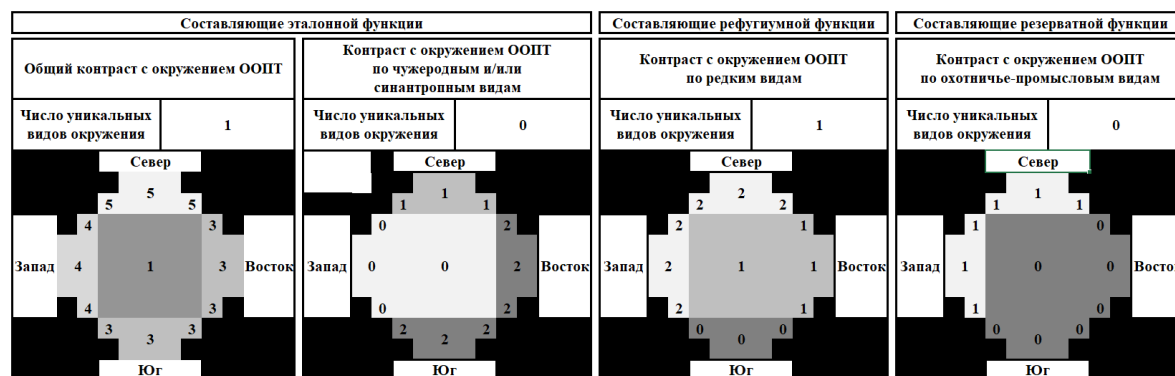 Составляющие эталонной функции
Составляющие рефугиумной функции
Составляющие резерватной функции
Общий контраст с окружением ООПТ
Контраст с окружением ООПТ
по чужеродным и/или
синантропным видам
Контраст с окружением ООПТ
по редким видам
Контраст с окружением ООПТ
по охотничье-промысловым видам
Число уникальных
видов окружения
1
Число уникальных
видов окружения
0
Число уникальных
видов окружения
1
Число уникальных
видов окружения
0
Север
5
5 5
4 3
Запад 4 1 3 Восток
4 3
3 3
3
Юг
Север
1
1 1
0 2
Запад 0 0 2 Восток
0 2
2 2
2
Юг
Север
2
2 2
2 1
Запад 2 1 1 Восток
2 1
0 0
0
Юг
Север
1
1 1
1 0
Запад 1 0 0 Восток
1 0
0 0
0
Юг